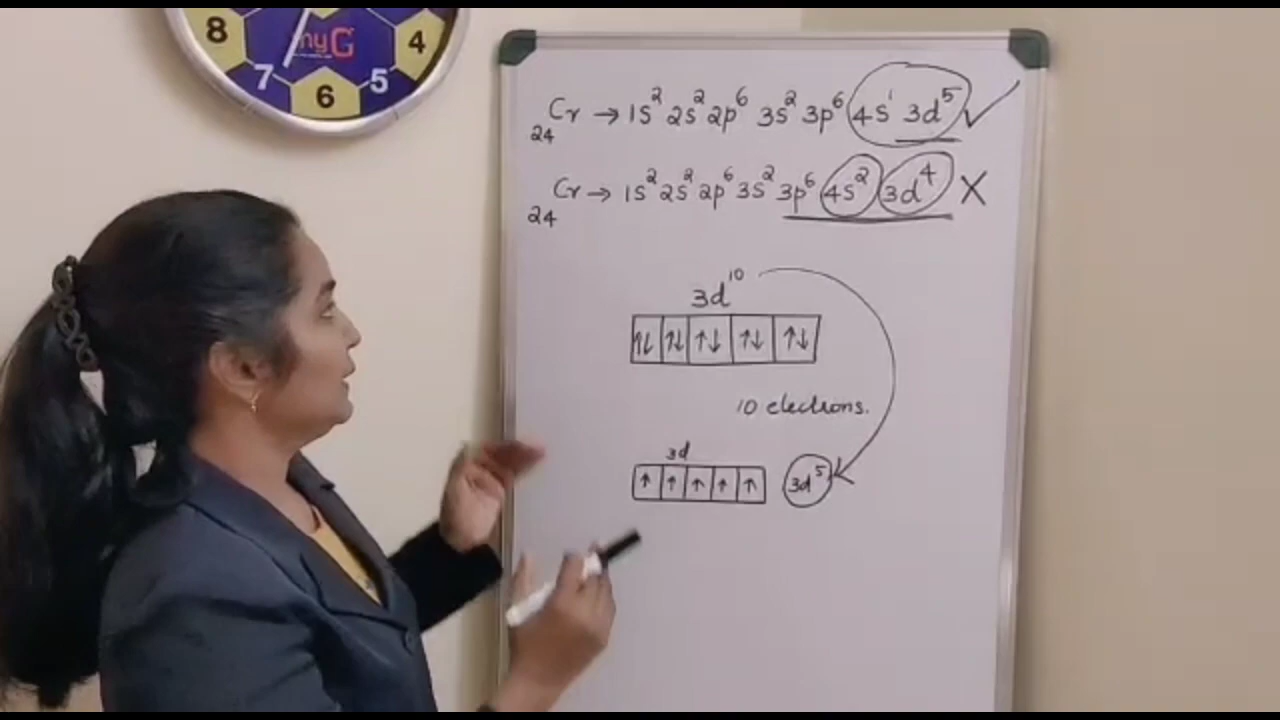 8
4
7
5
6
myG
₂₄Cr → 1s² 2s² 2p⁶ 3s² 3p⁶ 4s¹ 3d⁵ ✓
₂₄Cr → 1s² 2s² 2p⁶ 3s² 3p⁶ 4s² 3d⁴ X
3d¹⁰
↑↓ ↑↓ ↑↓ ↑↓ ↑↓
10 electrons.
3d
↑ ↑ ↑ ↑ ↑ 3d⁵